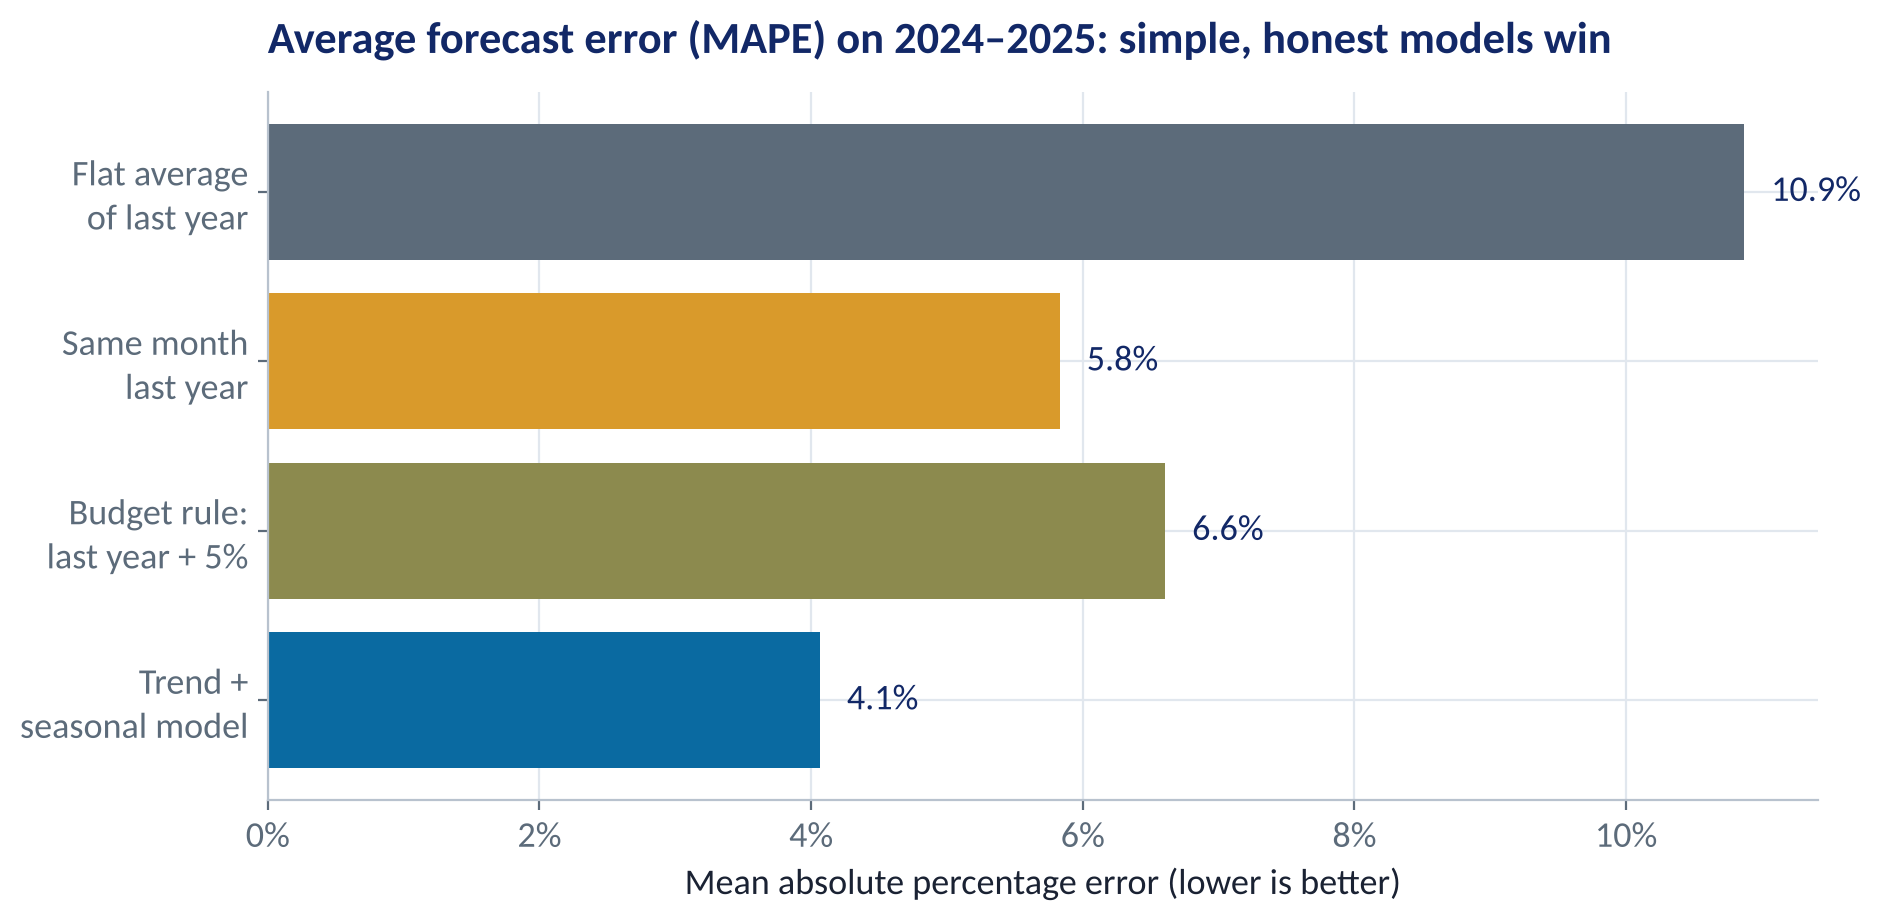 Average forecast error (MAPE) on 2024–2025: simple, honest models win
Flat average
of last year
10.9%
Same month
last year
5.8%
Budget rule:
last year + 5%
6.6%
Trend +
seasonal model
4.1%
0% 2% 4% 6% 8% 10%
Mean absolute percentage error (lower is better)